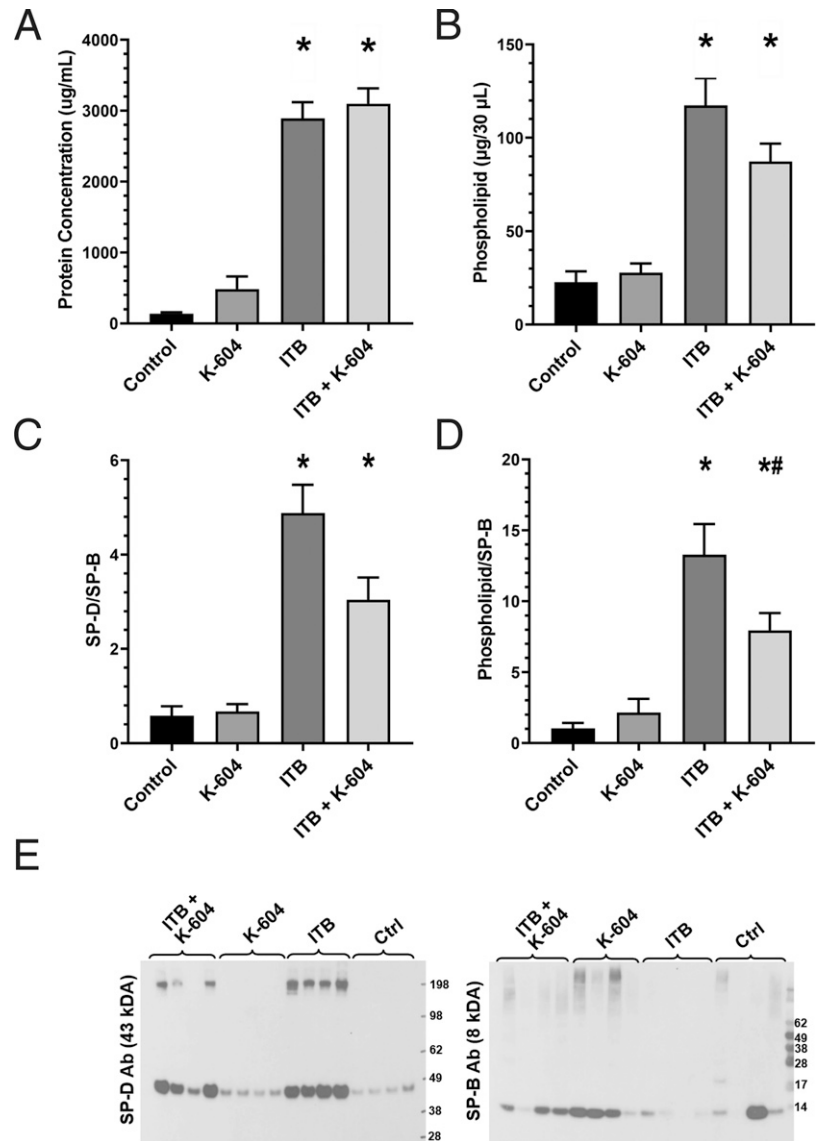 A
Protein Concentration (ug/mL)
4000
3000
2000
1000
0
*
*
Control
K-604
ITB
ITB + K-604
B
Phospholipid (µg/30 µL)
150
100
50
0
*
*
Control
K-604
ITB
ITB + K-604
C
SP-D/SP-B
6
4
2
0
*
*
Control
K-604
ITB
ITB + K-604
D
Phospholipid/SP-B
20
15
10
5
0
*
*#
Control
K-604
ITB
ITB + K-604
E
SP-D Ab (43 kDA)
ITB +
K-604
K-604
ITB
Ctrl
198
98
62
49
38
28
SP-B Ab (8 kDA)
ITB +
K-604
K-604
ITB
Ctrl
62
49
38
28
17
14